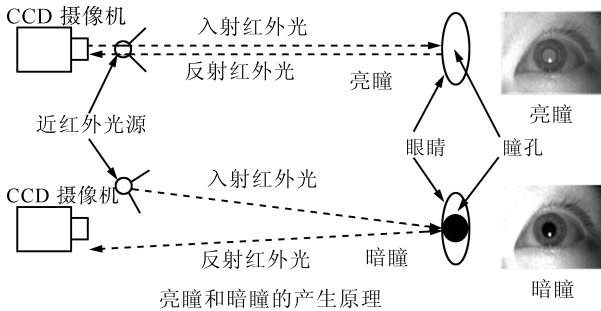 CCD 摄像机
入射红外光
反射红外光
亮瞳
亮瞳
近红外光源
眼睛
瞳孔
入射红外光
CCD 摄像机
反射红外光
暗瞳
暗瞳
亮瞳和暗瞳的产生原理